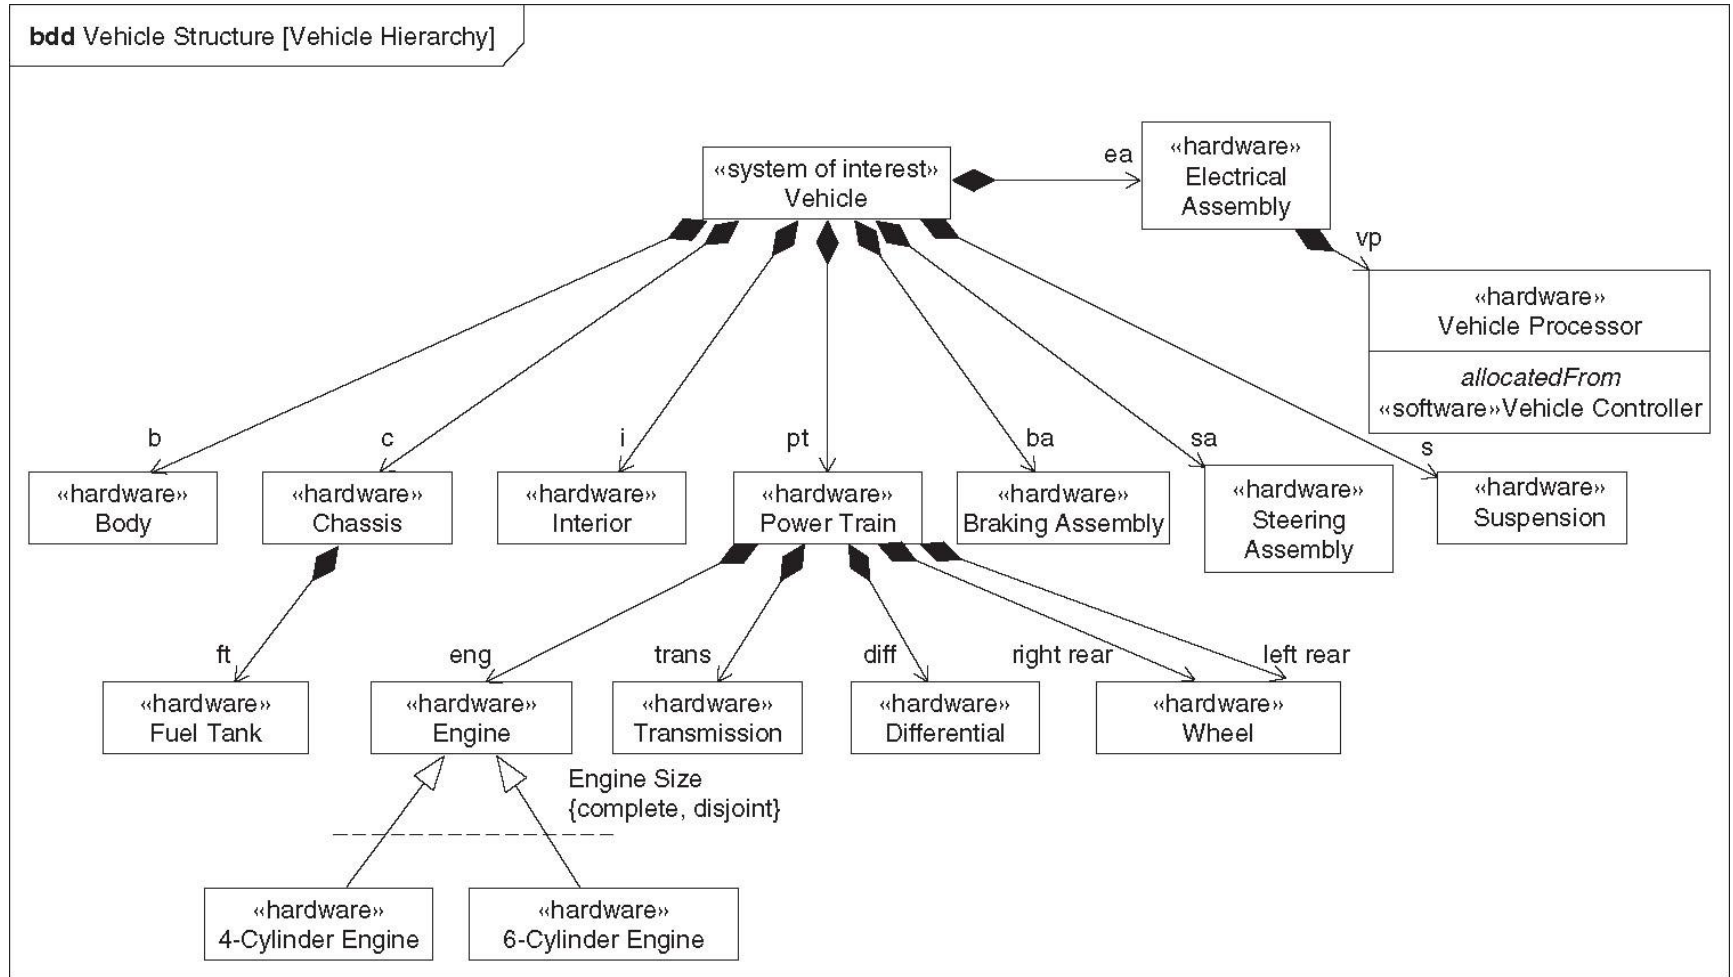 bdd Vehicle Structure [Vehicle Hierarchy]
«system of interest»
Vehicle
ea
«hardware»
Electrical
Assembly
vp
«hardware»
Vehicle Processor
allocatedFrom
«software»Vehicle Controller
b
c
i
pt
ba
sa
s
«hardware»
Body
«hardware»
Chassis
«hardware»
Interior
«hardware»
Power Train
«hardware»
Braking Assembly
«hardware»
Steering
Assembly
«hardware»
Suspension
ft
eng
trans
diff
right rear
left rear
«hardware»
Fuel Tank
«hardware»
Engine
«hardware»
Transmission
«hardware»
Differential
«hardware»
Wheel
Engine Size
{complete, disjoint}
«hardware»
4-Cylinder Engine
«hardware»
6-Cylinder Engine